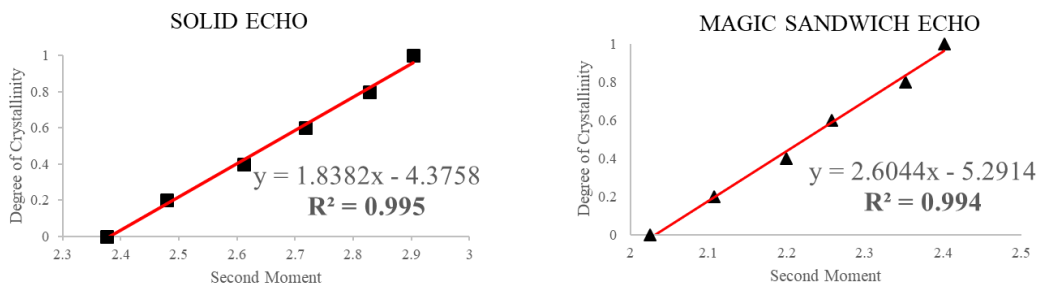 SOLID ECHO
Degree of Crystallinity
1
0.8
0.6
0.4
0.2
0
y = 1.8382x - 4.3758
R² = 0.995
2.3 2.4 2.5 2.6 2.7 2.8 2.9 3
Second Moment
MAGIC SANDWICH ECHO
Degree of Crystallinity
1
0.8
0.6
0.4
0.2
0
y = 2.6044x - 5.2914
R² = 0.994
2 2.1 2.2 2.3 2.4 2.5
Second Moment